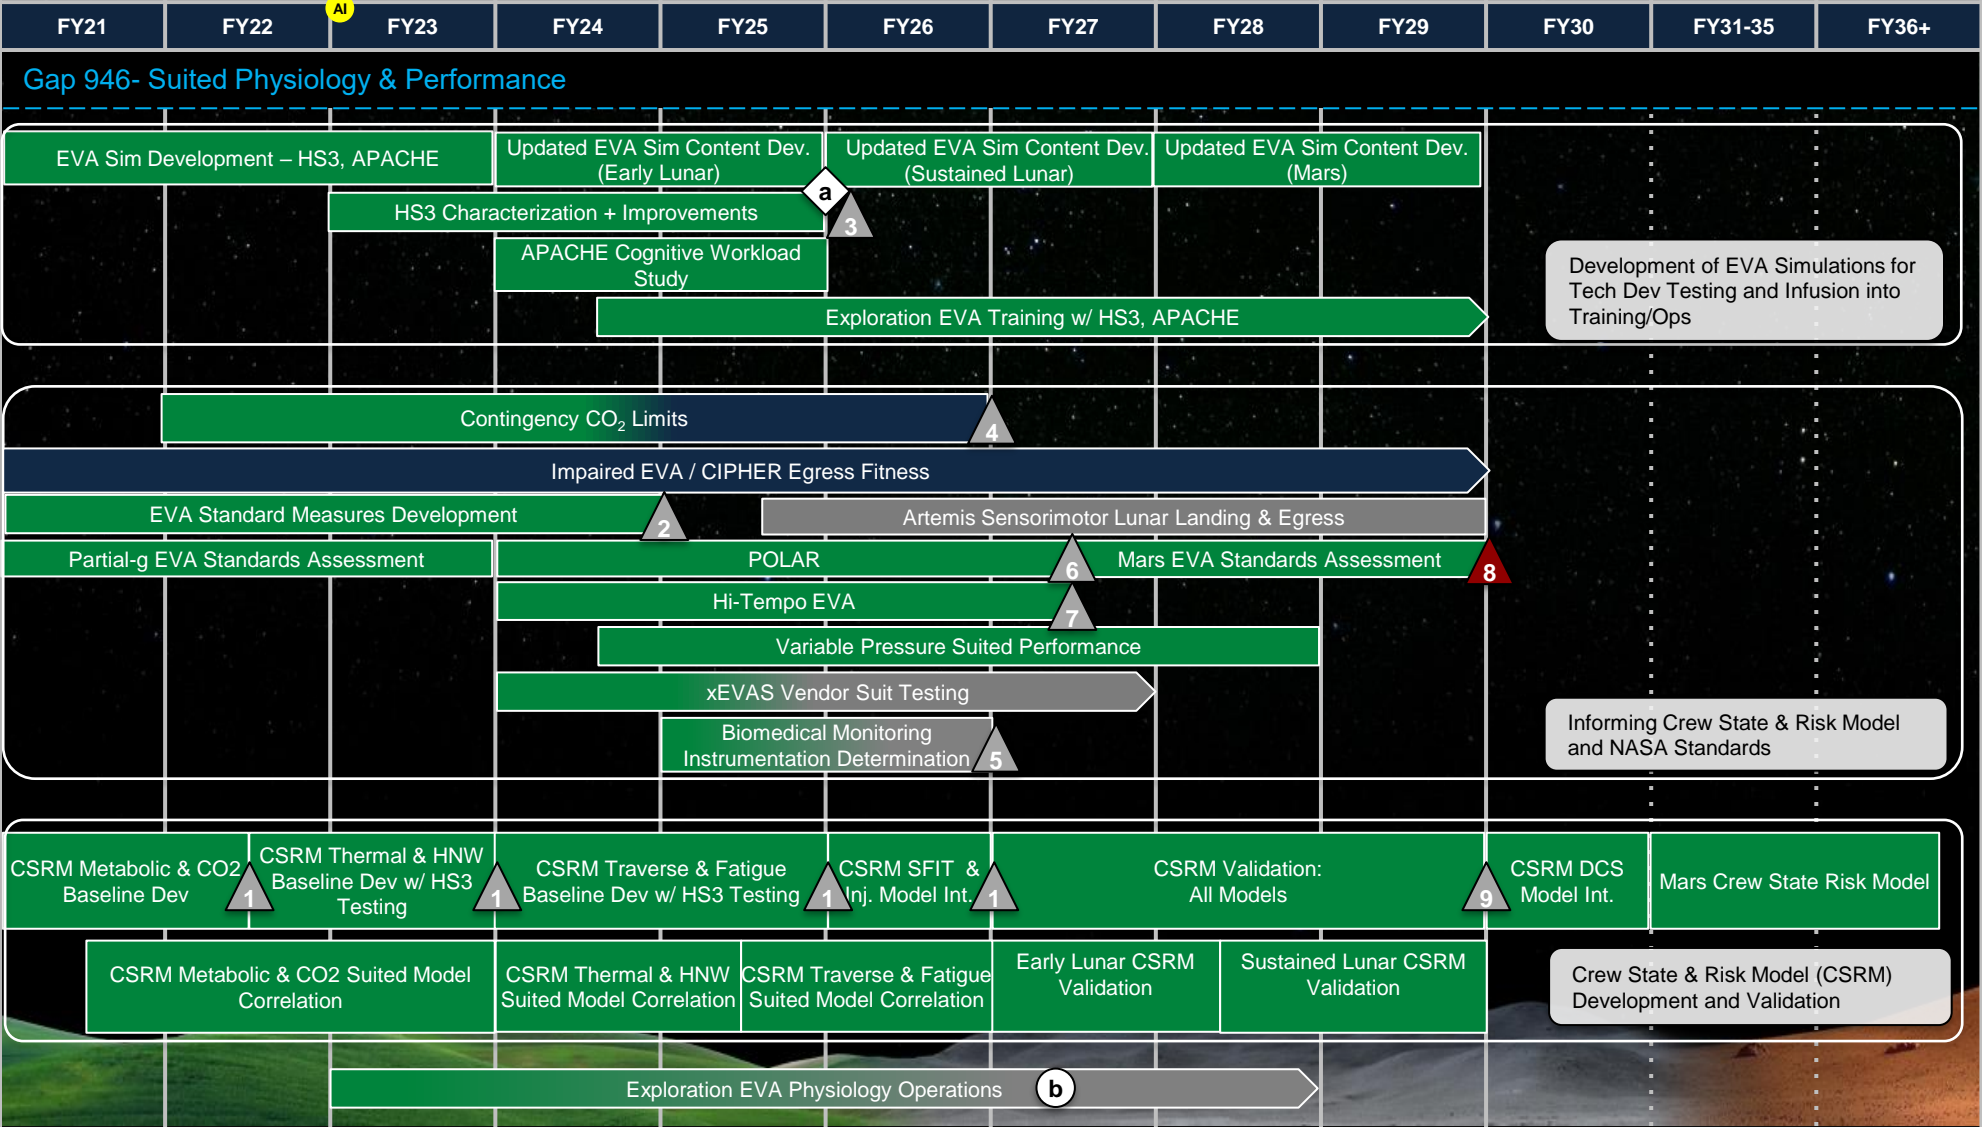 AI
FY21
FY22
FY23
FY24
FY25
FY26
FY27
FY28
FY29
FY30
FY31-35
FY36+
Gap 946- Suited Physiology & Performance
EVA Sim Development – HS3, APACHE
Updated EVA Sim Content Dev.
(Early Lunar)
Updated EVA Sim Content Dev.
(Sustained Lunar)
Updated EVA Sim Content Dev.
(Mars)
a
HS3 Characterization + Improvements
3
APACHE Cognitive Workload
Study
Exploration EVA Training w/ HS3, APACHE
Development of EVA Simulations for
Tech Dev Testing and Infusion into
Training/Ops
Contingency CO2 Limits
4
Impaired EVA / CIPHER Egress Fitness
EVA Standard Measures Development
2
Artemis Sensorimotor Lunar Landing & Egress
Partial-g EVA Standards Assessment
POLAR
6
Mars EVA Standards Assessment
8
Hi-Tempo EVA
7
Variable Pressure Suited Performance
xEVAS Vendor Suit Testing
Biomedical Monitoring
Instrumentation Determination
5
Informing Crew State & Risk Model
and NASA Standards
CSRM Metabolic & CO2
Baseline Dev
1
CSRM Thermal & HNW
Baseline Dev w/ HS3
Testing
1
CSRM Traverse & Fatigue
Baseline Dev w/ HS3 Testing
1
CSRM SFIT &
Inj. Model Int.
1
CSRM Validation:
All Models
9
CSRM DCS
Model Int.
Mars Crew State Risk Model
CSRM Metabolic & CO2 Suited Model
Correlation
CSRM Thermal & HNW
Suited Model Correlation
CSRM Traverse & Fatigue
Suited Model Correlation
Early Lunar CSRM
Validation
Sustained Lunar CSRM
Validation
Crew State & Risk Model (CSRM)
Development and Validation
Exploration EVA Physiology Operations
b